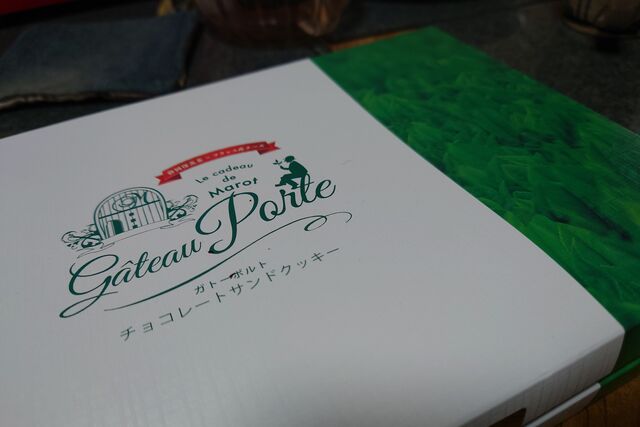 Le cadeau
de
Marot
Gâteau Porte
ガトーポルト
チョコレートサンドクッキー